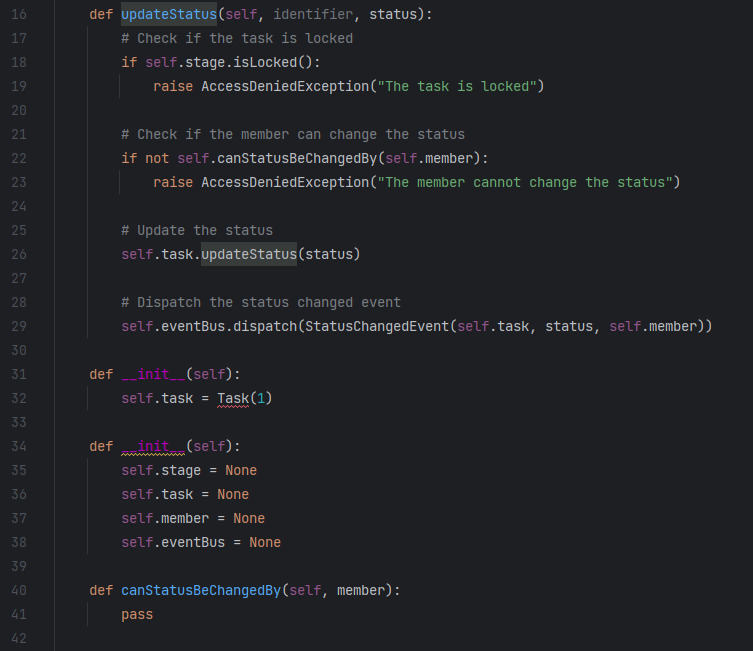 16 def updateStatus(self, identifier, status):
17 # Check if the task is locked
18 if self.stage.isLocked():
19 raise AccessDeniedException("The task is locked")
20
21 # Check if the member can change the status
22 if not self.canStatusBeChangedBy(self.member):
23 raise AccessDeniedException("The member cannot change the status")
24
25 # Update the status
26 self.task.updateStatus(status)
27
28 # Dispatch the status changed event
29 self.eventBus.dispatch(StatusChangedEvent(self.task, status, self.member))
30
31 def __init__(self):
32 self.task = Task(1)
33
34 def __init__(self):
35 self.stage = None
36 self.task = None
37 self.member = None
38 self.eventBus = None
39
40 def canStatusBeChangedBy(self, member):
41 pass
42